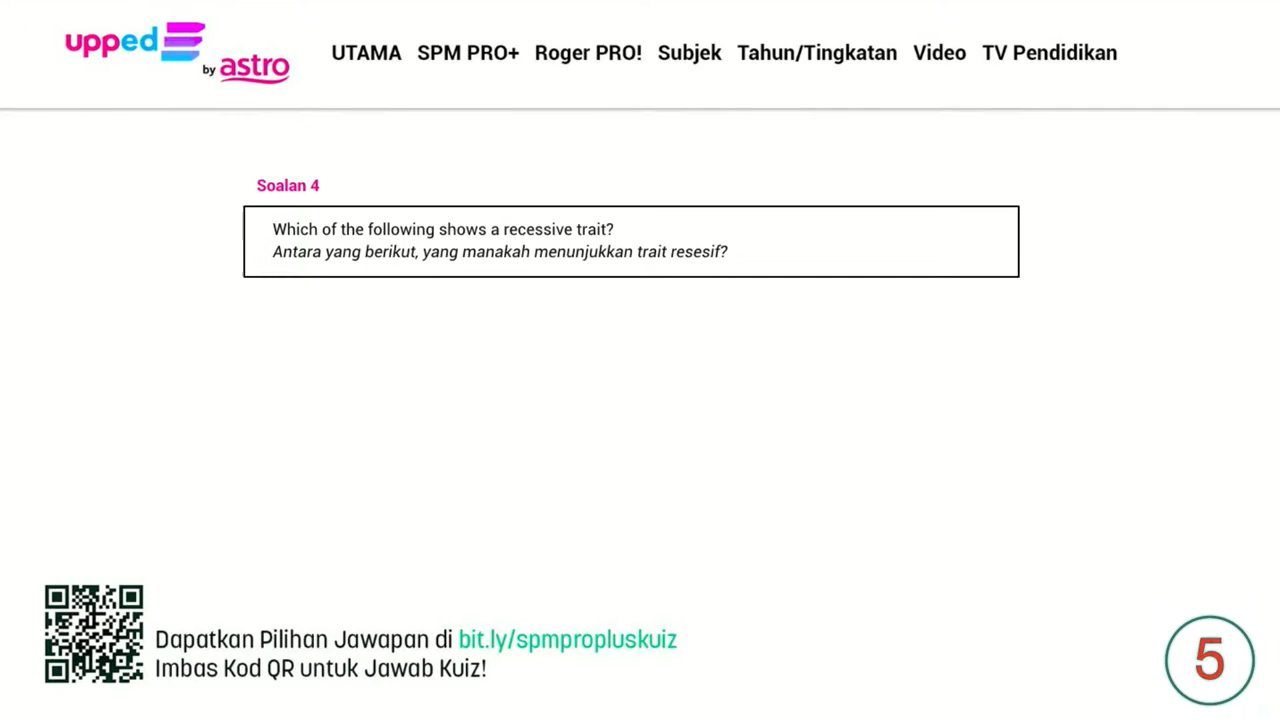 upped
by astro
UTAMA SPM PRO+ Roger PRO! Subjek Tahun/Tingkatan Video TV Pendidikan
Soalan 4
Which of the following shows a recessive trait?
Antara yang berikut, yang manakah menunjukkan trait resesif?
Dapatkan Pilihan Jawapan di bit.ly/spmpropluskuiz
Imbas Kod QR untuk Jawab Kuiz!
5